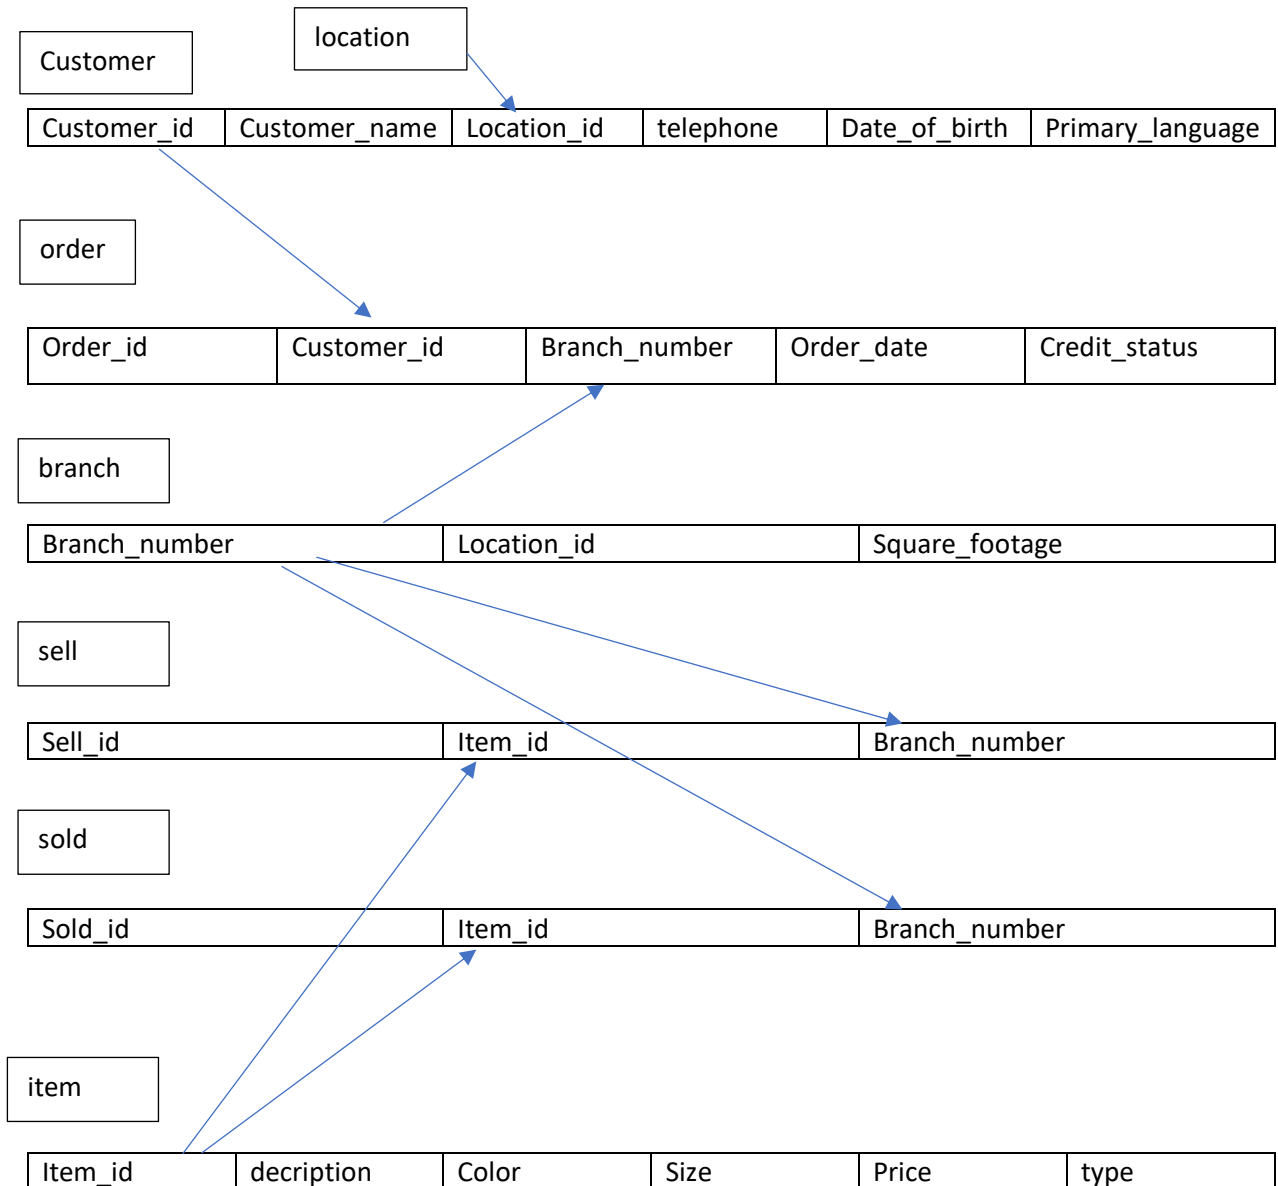 location
Customer
Customer_id Customer_name Location_id telephone Date_of_birth Primary_language
order
Order_id Customer_id Branch_number Order_date Credit_status
branch
Branch_number Location_id Square_footage
sell
Sell_id Item_id Branch_number
sold
Sold_id Item_id Branch_number
item
Item_id decription Color Size Price type